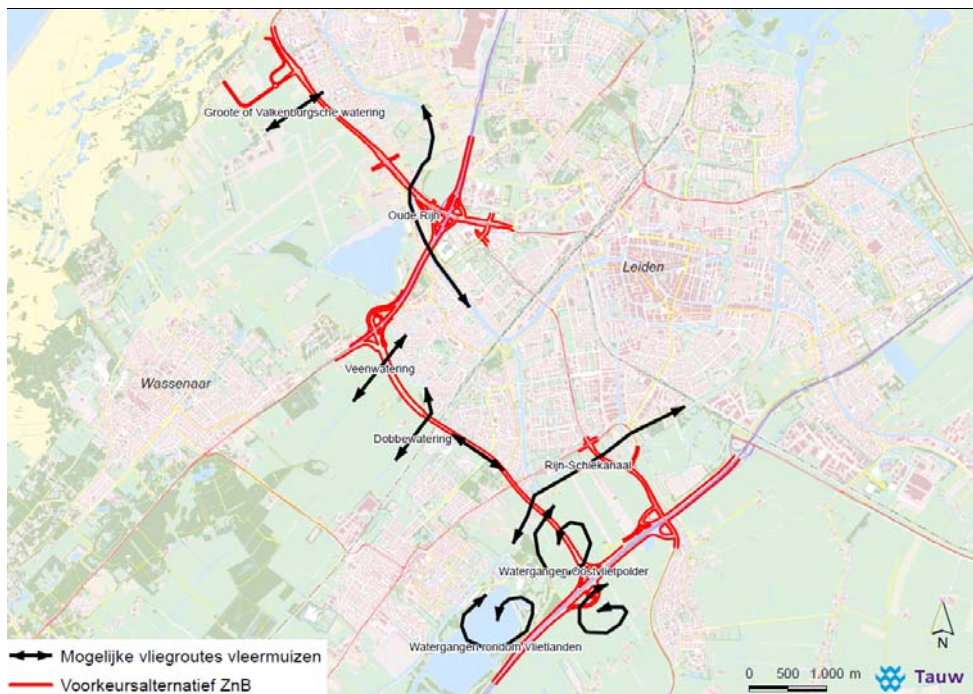 Groote of Valkenburgsche watering
Oude Rijn
Leiden
Veenwatering
Wassenaar
Dobbewatering
Rijn-Schiekanaal
Watergangen Oostvlietpolder
Watergangen rondom Vlietlanden
Mogelijke vliegroutes vleermuizen
Voorkeursalternatief ZnB
0 500 1.000 m
N
Tauw